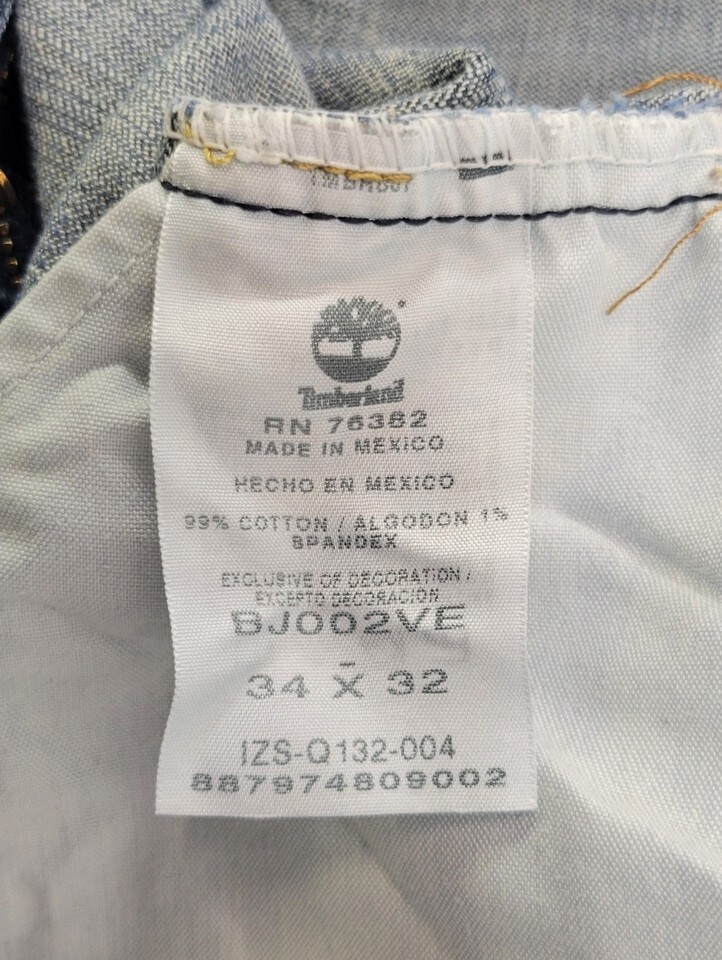 Timberland
RN 76382
MADE IN MEXICO
HECHO EN MEXICO
99% COTTON / ALGODON 1%
SPANDEX
EXCLUSIVE OF DECORATION /
EXCEPTO DECORACION
BJ002VE
34 x 32
IZS-Q132-004
887974809002